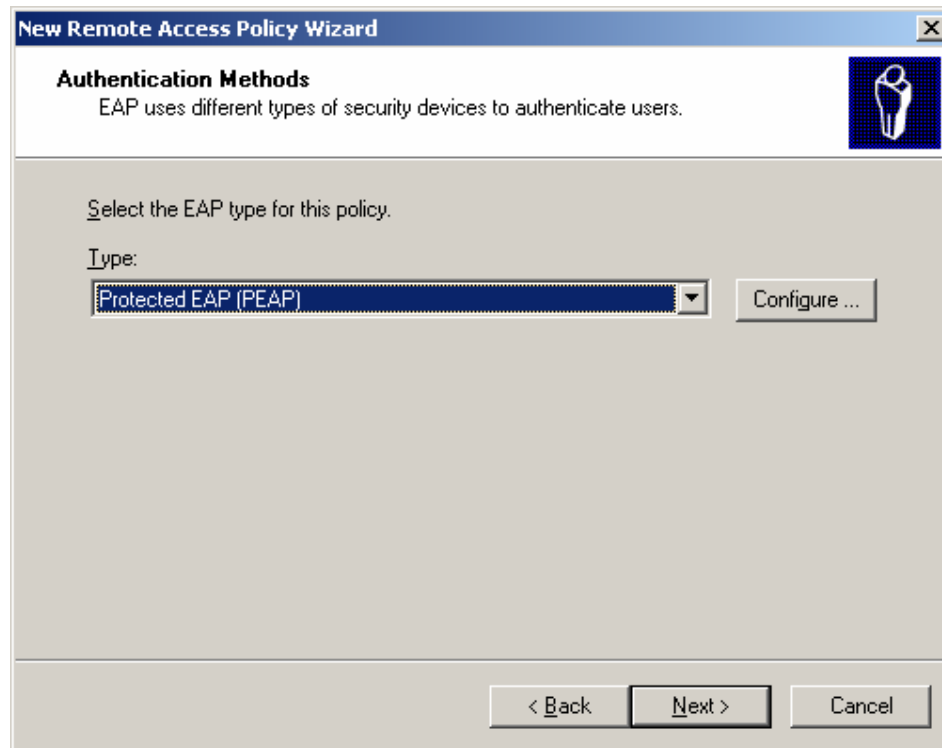 New Remote Access Policy Wizard
Authentication Methods
EAP uses different types of security devices to authenticate users.
Select the EAP type for this policy.
Type:
Protected EAP (PEAP)
Configure ...
< Back
Next >
Cancel